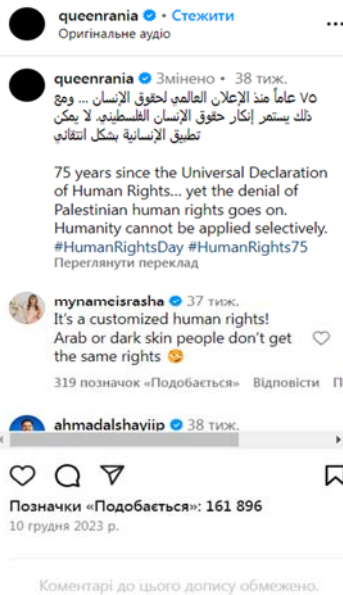 queenrania • Стежити
Оригінальне аудіо
queenrania Змінено • 38 тиж.
٧٥ عاماً منذ الإعلان العالمي لحقوق الإنسان ... ومع
ذلك يستمر إنكار حقوق الإنسان الفلسطيني. لا يمكن
تطبيق الإنسانية بشكل انتقائي
75 years since the Universal Declaration
of Human Rights... yet the denial of
Palestinian human rights goes on.
Humanity cannot be applied selectively.
#HumanRightsDay #HumanRights75
Переглянути переклад
mynameisrasha 37 тиж.
It's a customized human rights!
Arab or dark skin people don't get
the same rights
319 позначок «Подобається» Відповісти П
ahmadalshayiip 38 тиж.
Позначки «Подобається»: 161 896
10 грудня 2023 р.
Коментарі до цього допису обмежено.